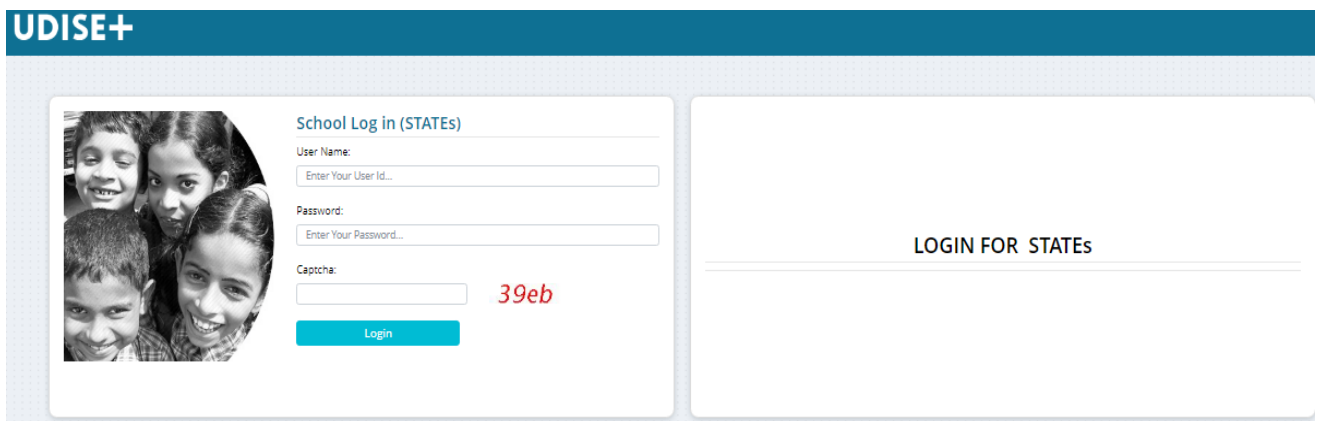 UDISE+
School Log in (STATEs)
User Name:
Enter Your User Id...
Password:
Enter Your Password...
Captcha:
39eb
Login
LOGIN FOR STATEs